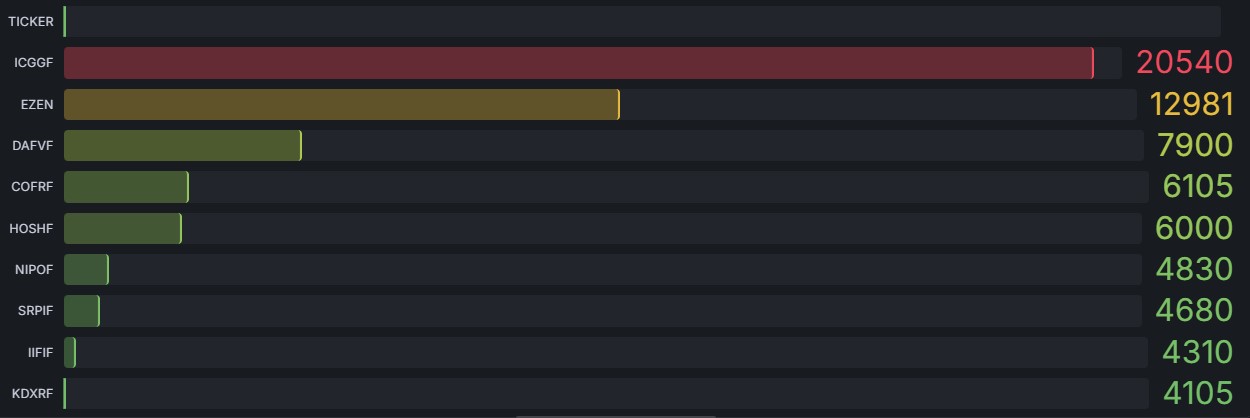 TICKER
ICGGF 20540
EZEN 12981
DAFVF 7900
COFRF 6105
HOSHF 6000
NIPOF 4830
SRPIF 4680
IIFIF 4310
KDXRF 4105